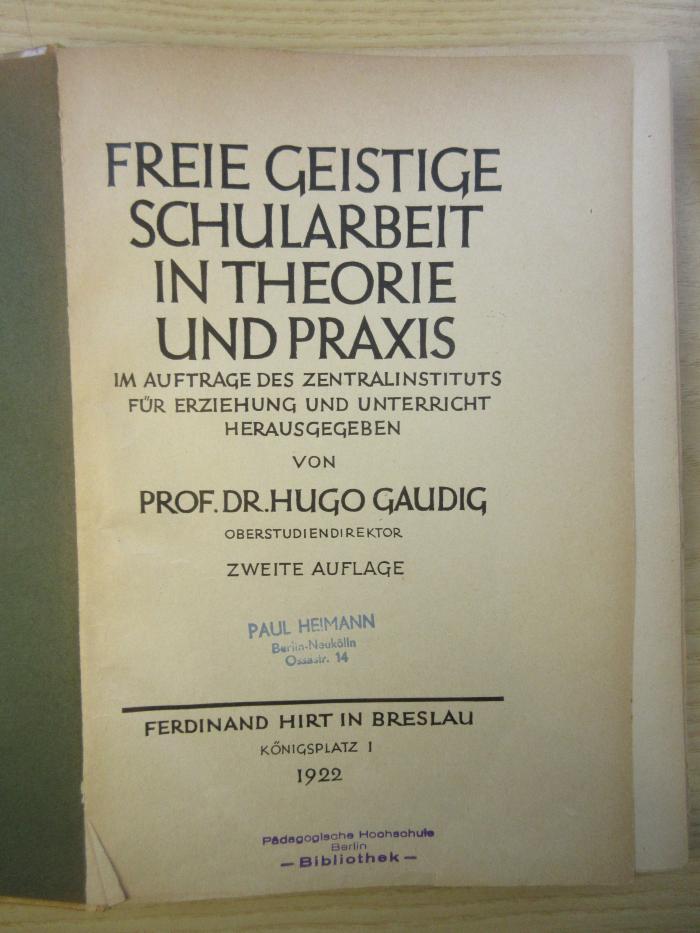 FREIE GEISTIGE
SCHULARBEIT
IN THEORIE
UND PRAXIS
IM AUFTRAGE DES ZENTRALINSTITUTS
FÜR ERZIEHUNG UND UNTERRICHT
HERAUSGEGEBEN
VON
PROF. DR. HUGO GAUDIG
OBERSTUDIENDIREKTOR
ZWEITE AUFLAGE
PAUL HEIMANN
Berlin-Neukölln
Ossastr. 14
FERDINAND HIRT IN BRESLAU
KÖNIGSPLATZ 1
1922
Pädagogische Hochschule
Berlin
— Bibliothek —